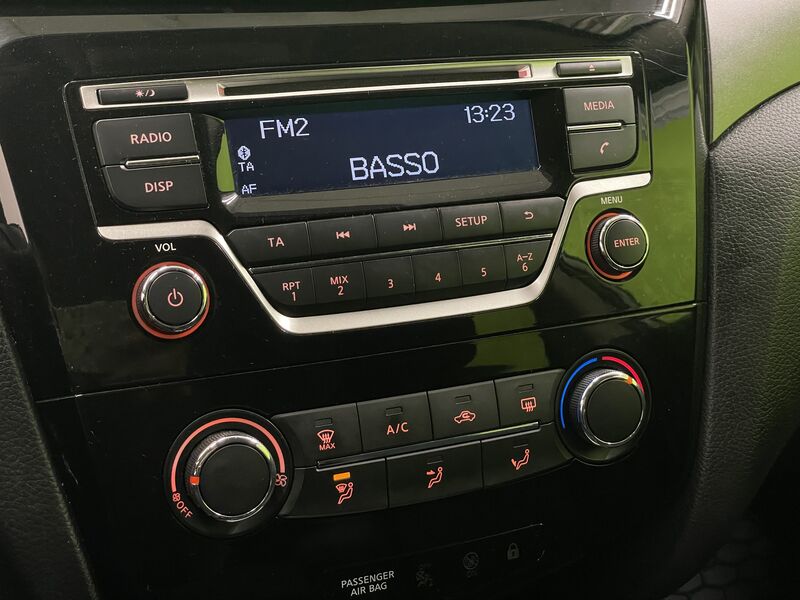 FM2 13:23
TA
BASSO
AF
RADIO
DISP
MEDIA
MENU
ENTER
VOL
TA SETUP
RPT 1
MIX 2
3
4
5
A-Z 6
MAX
A/C
OFF
PASSENGER
AIR BAG